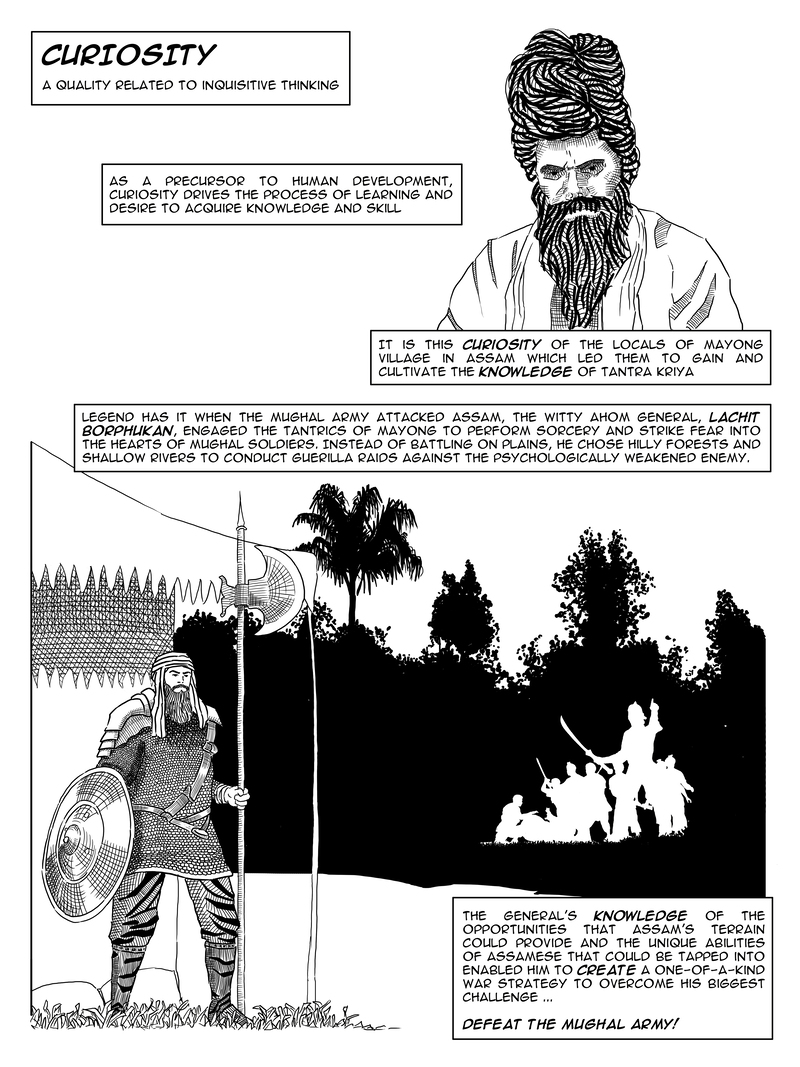 CURIOSITY
A QUALITY RELATED TO INQUISITIVE THINKING
AS A PRECURSOR TO HUMAN DEVELOPMENT,
CURIOSITY DRIVES THE PROCESS OF LEARNING AND
DESIRE TO ACQUIRE KNOWLEDGE AND SKILL
IT IS THIS CURIOSITY OF THE LOCALS OF MAYONG
VILLAGE IN ASSAM WHICH LED THEM TO GAIN AND
CULTIVATE THE KNOWLEDGE OF TANTRA KRIYA
LEGEND HAS IT WHEN THE MUGHAL ARMY ATTACKED ASSAM, THE WITTY AHOM GENERAL, LACHIT
BORPHUKAN, ENGAGED THE TANTRICS OF MAYONG TO PERFORM SORCERY AND STRIKE FEAR INTO
THE HEARTS OF MUGHAL SOLDIERS. INSTEAD OF BATTLING ON PLAINS, HE CHOSE HILLY FORESTS AND
SHALLOW RIVERS TO CONDUCT GUERILLA RAIDS AGAINST THE PSYCHOLOGICALLY WEAKENED ENEMY.
THE GENERAL'S KNOWLEDGE OF THE
OPPORTUNITIES THAT ASSAM'S TERRAIN
COULD PROVIDE AND THE UNIQUE ABILITIES
OF ASSAMESE THAT COULD BE TAPPED INTO
ENABLED HIM TO CREATE A ONE-OF-A-KIND
WAR STRATEGY TO OVERCOME HIS BIGGEST
CHALLENGE ...
DEFEAT THE MUGHAL ARMY!